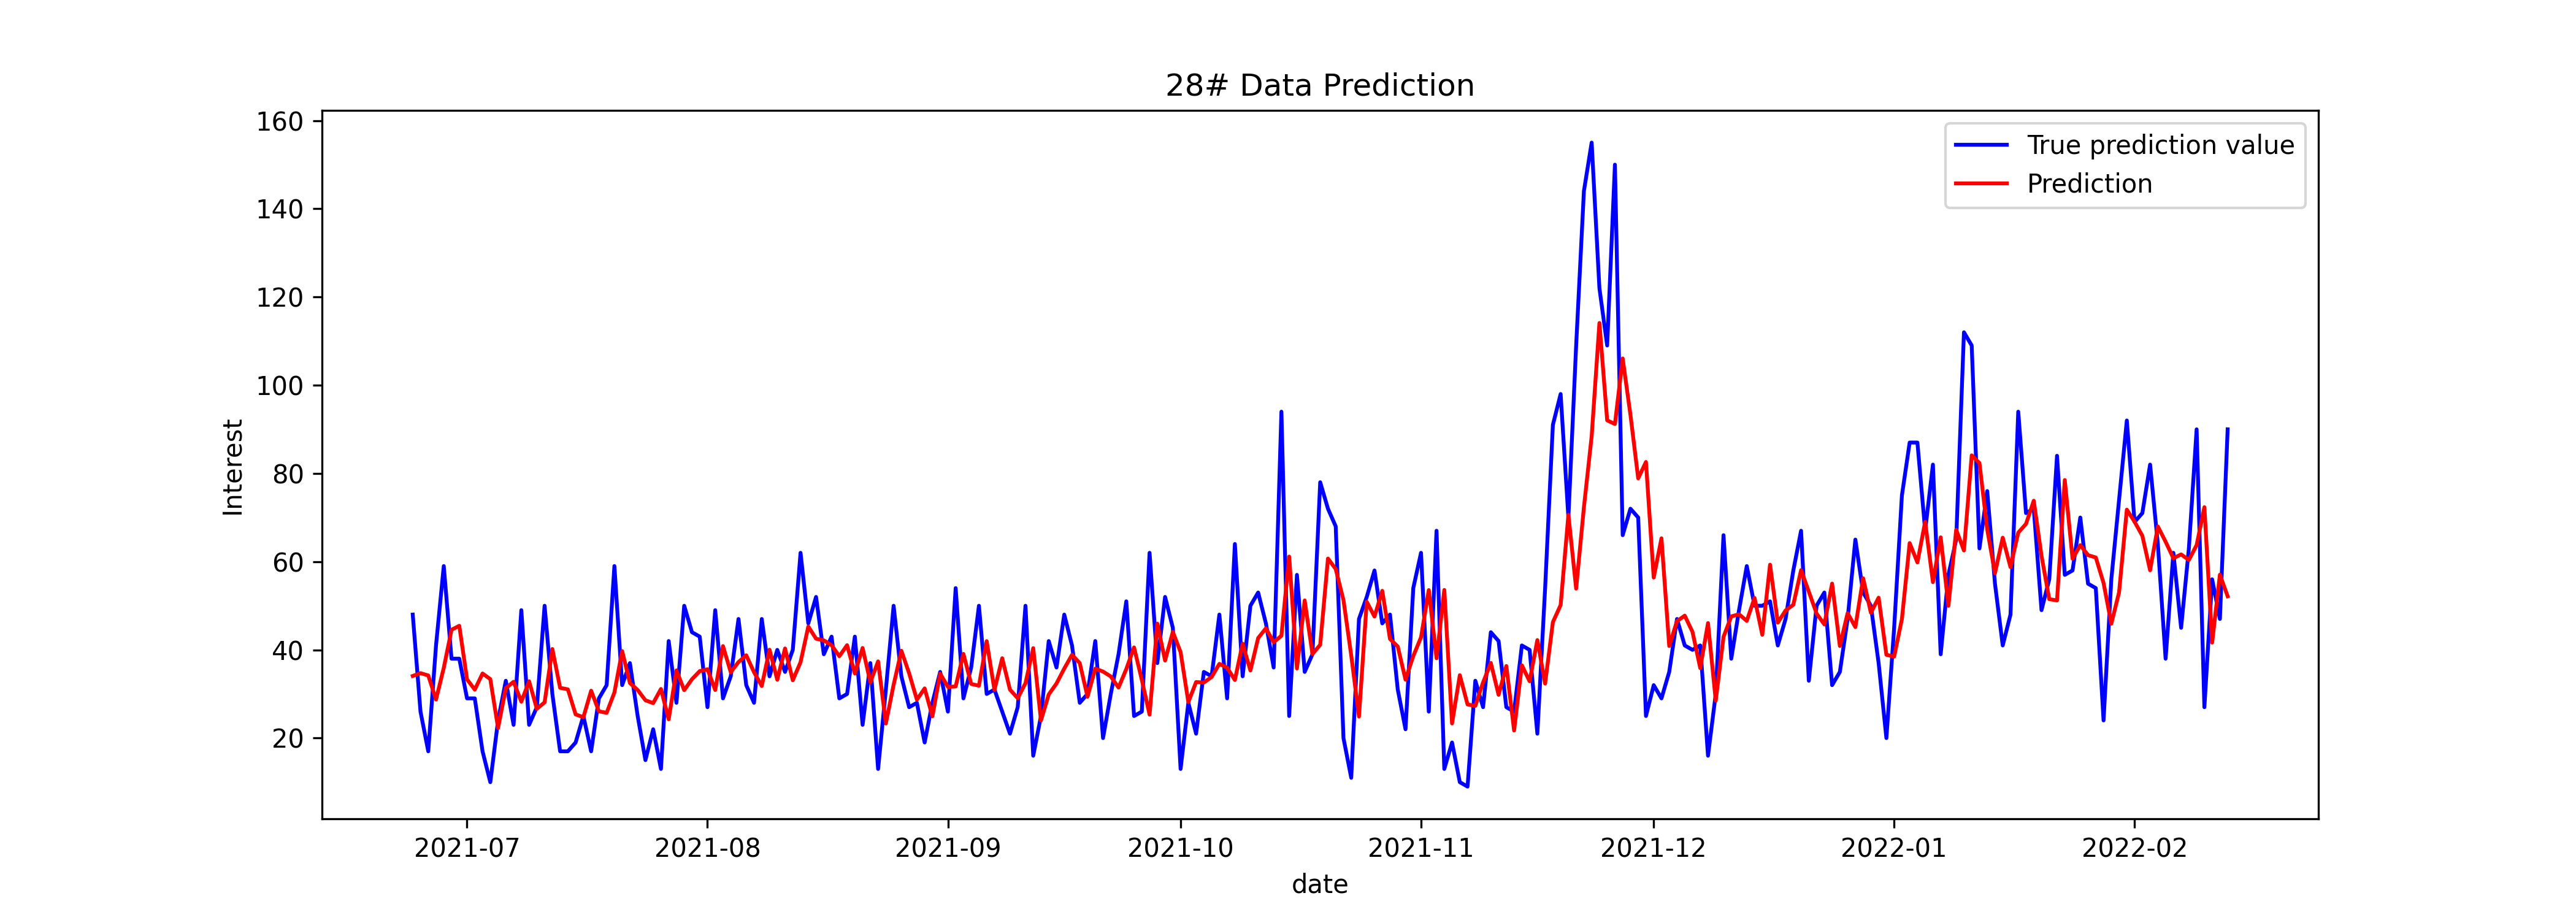 28# Data Prediction
True prediction value
Prediction
160
140
120
100
80
60
40
20
Interest
2021-07 2021-08 2021-09 2021-10 2021-11 2021-12 2022-01 2022-02
date